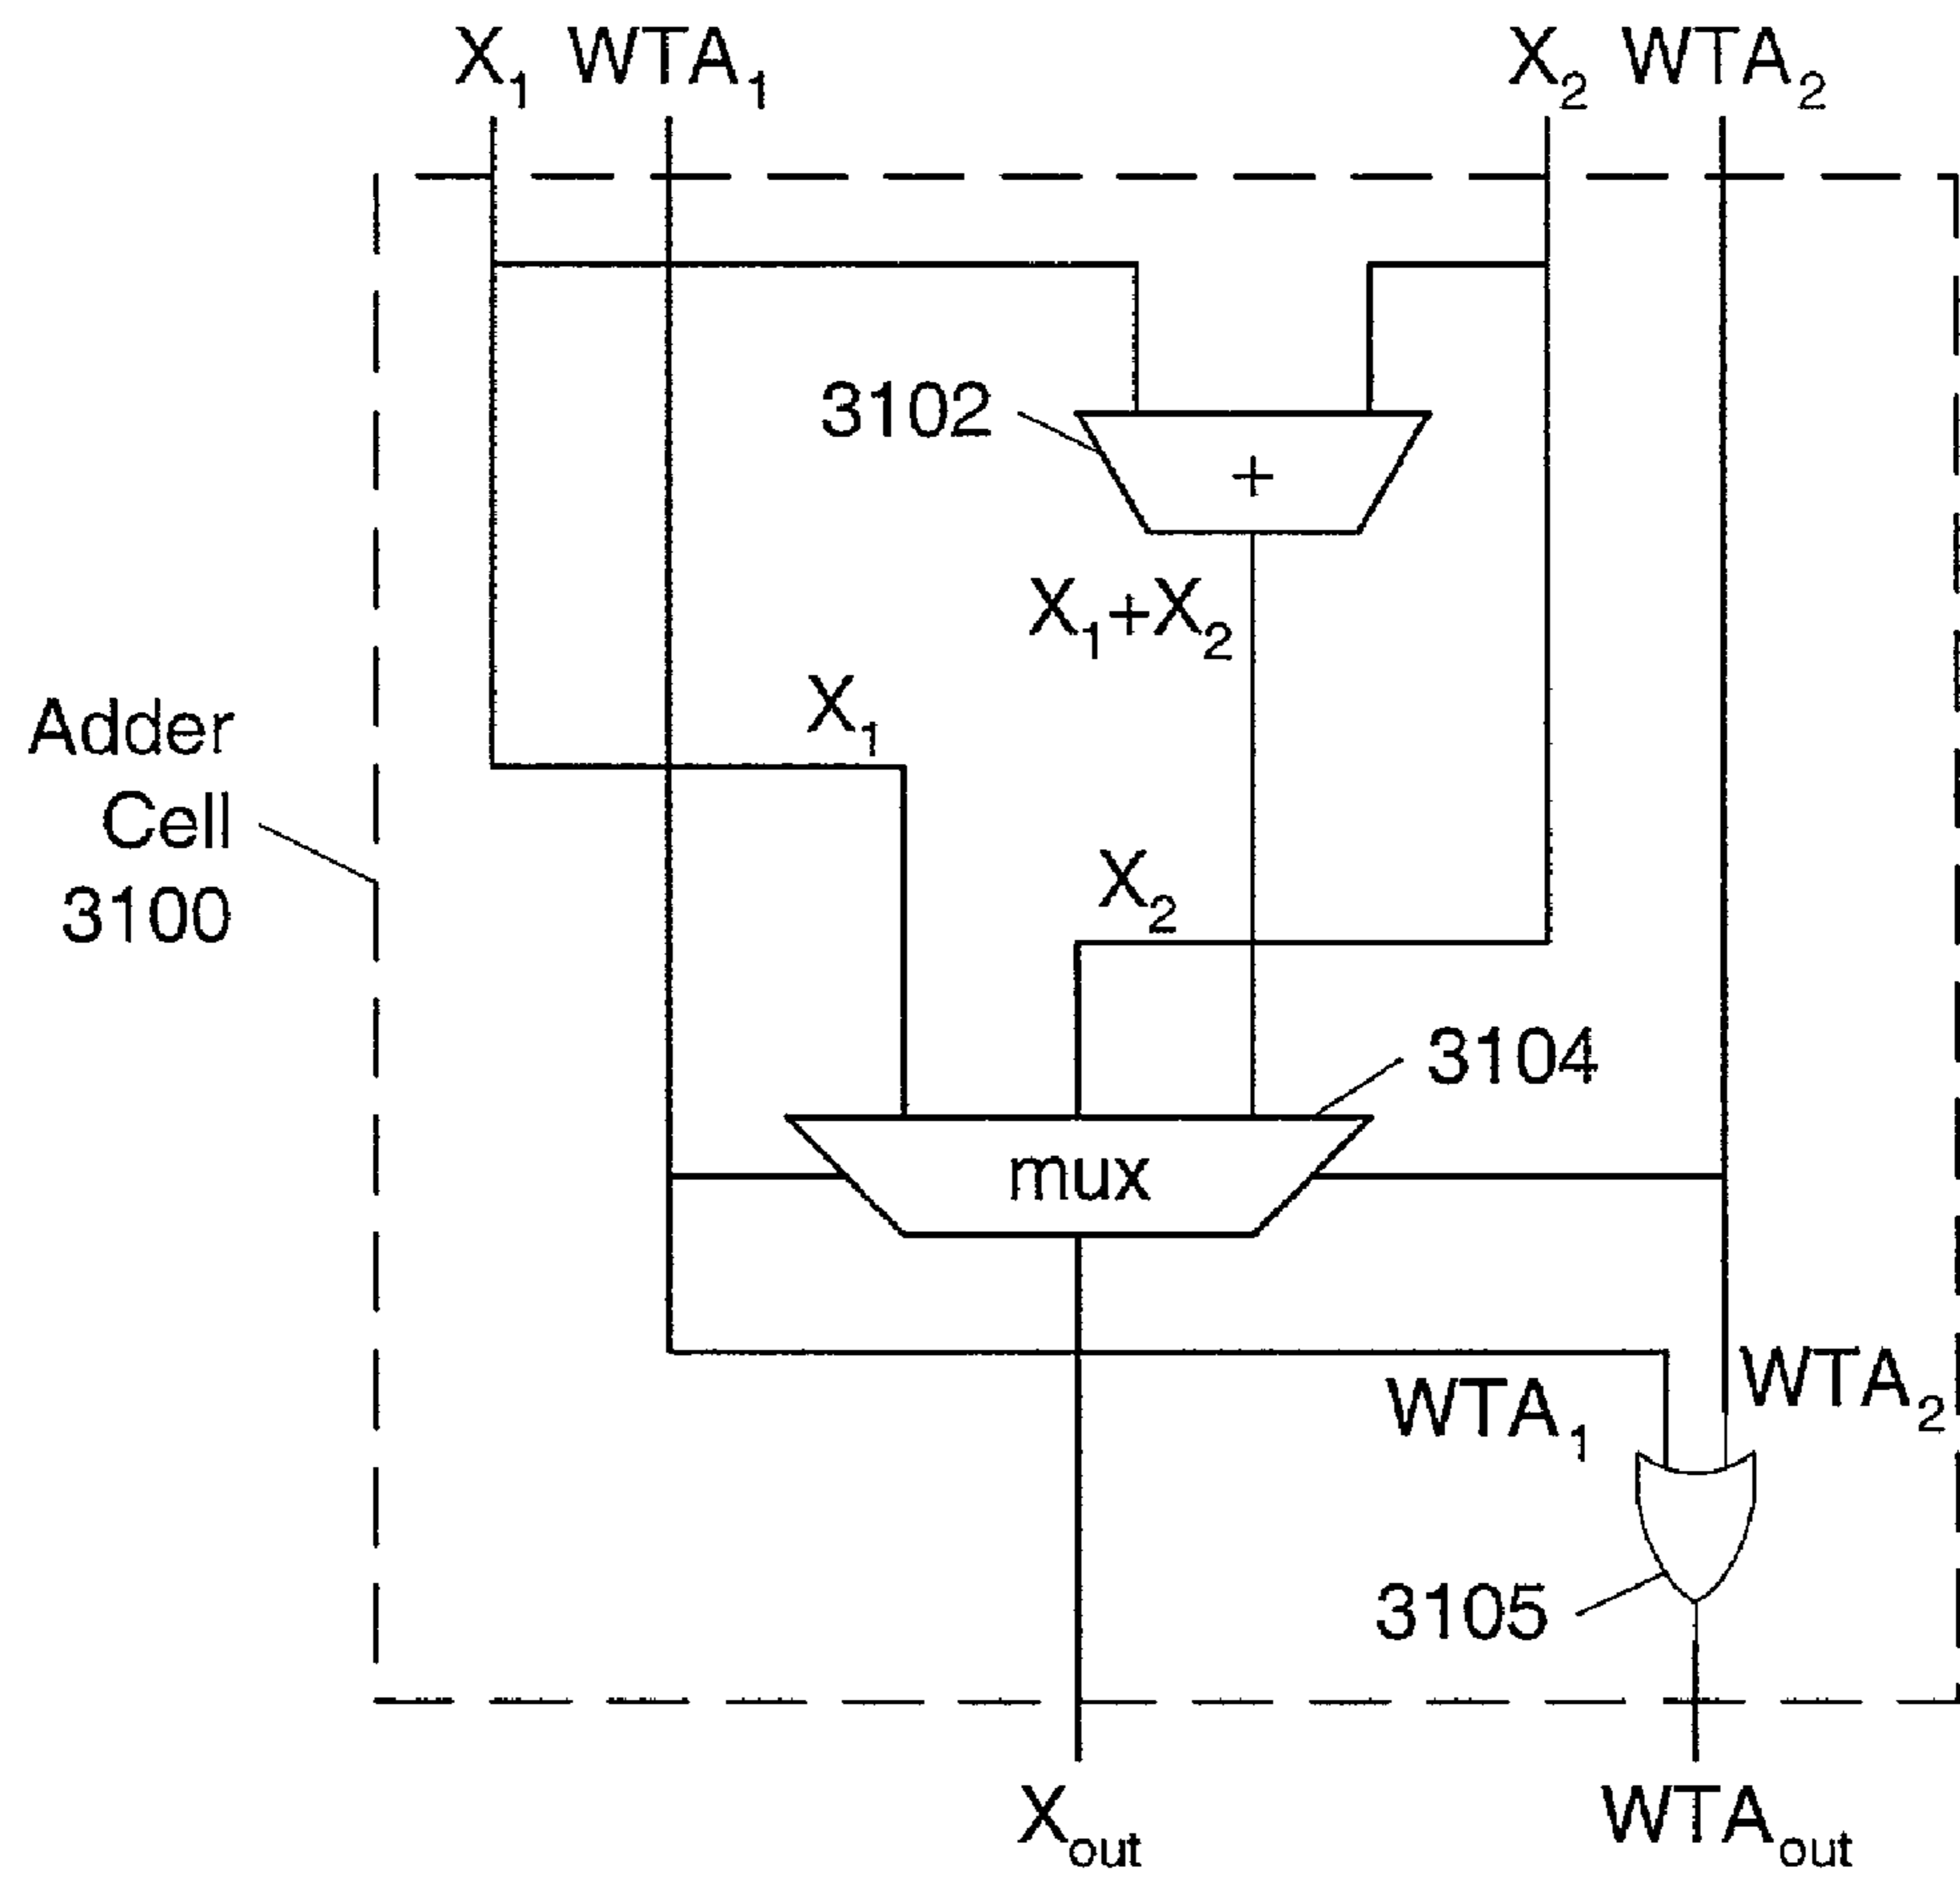 X₁ WTA₁ X₂ WTA₂
3102
+
X₁+X₂
X₁
Adder
Cell
3100
X₂
3104
mux
WTA₁
WTA₂
3105
Xout
WTAout